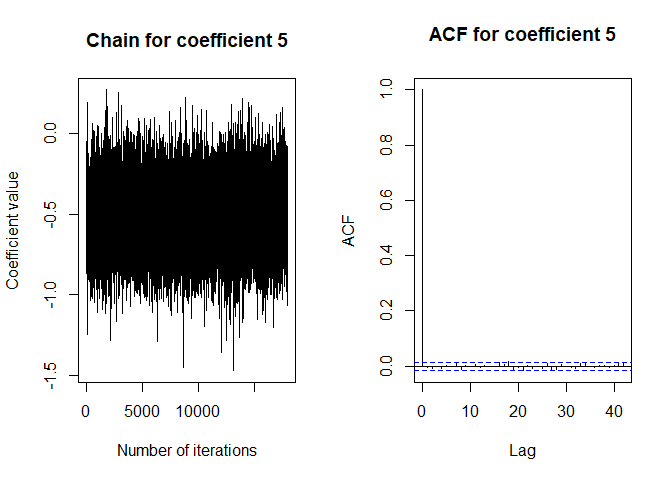 Chain for coefficient 5
Coefficient value
0.0
-0.5
-1.0
-1.5
0 5000 10000
Number of iterations
ACF for coefficient 5
ACF
1.0
0.8
0.6
0.4
0.2
0.0
0 10 20 30 40
Lag